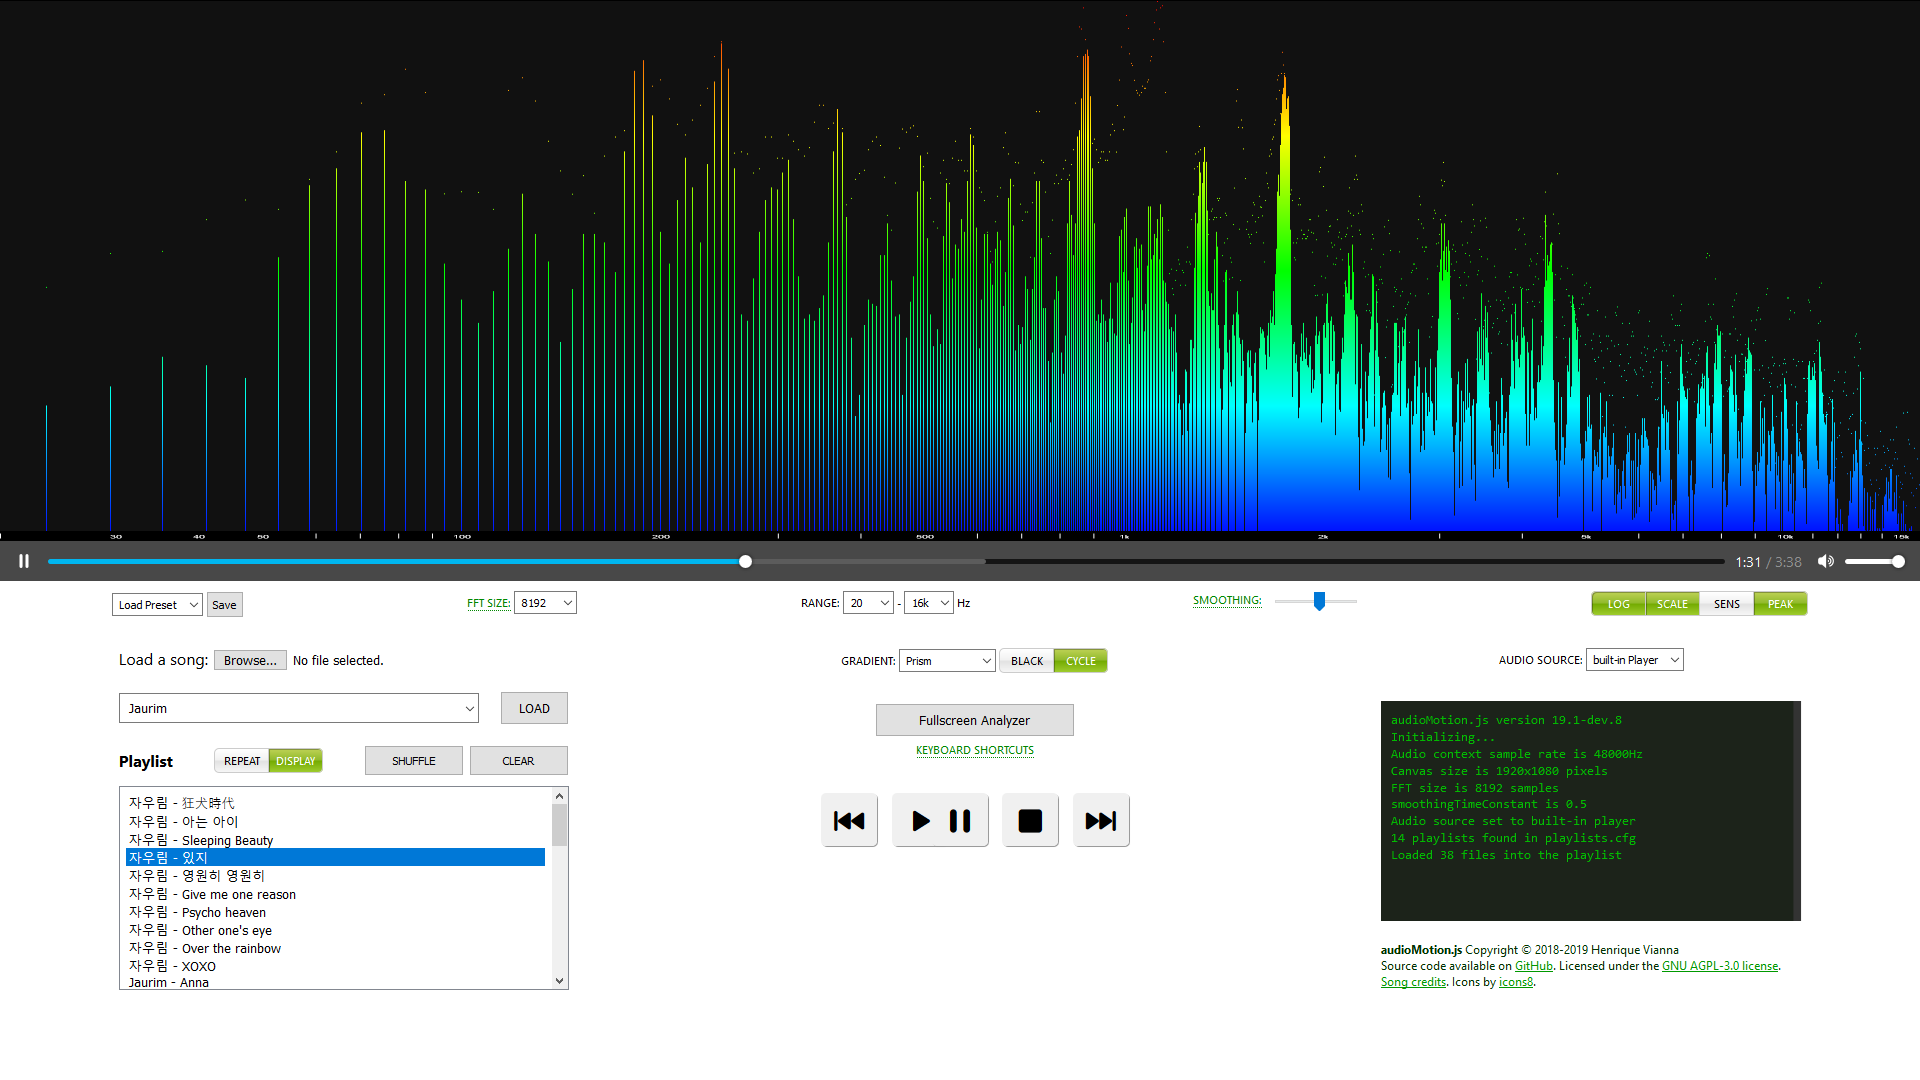 30 40 50 100 200 500 1k 2k 5k 10k 15k
1:31 / 3:38
Load Preset Save FFT SIZE: 8192 RANGE: 20 - 16k Hz SMOOTHING: LOG SCALE SENS PEAK
Load a song: Browse... No file selected. GRADIENT: Prism BLACK CYCLE AUDIO SOURCE: built-in Player
Jaurim LOAD
Fullscreen Analyzer
KEYBOARD SHORTCUTS
Playlist REPEAT DISPLAY SHUFFLE CLEAR
자우림 - 狂犬時代
자우림 - 아는 아이
자우림 - Sleeping Beauty
자우림 - 있지
자우림 - 영원히 영원히
자우림 - Give me one reason
자우림 - Psycho heaven
자우림 - Other one's eye
자우림 - Over the rainbow
자우림 - XOXO
Jaurim - Anna
audioMotion.js version 19.1-dev.8
Initializing...
Audio context sample rate is 48000Hz
Canvas size is 1920x1080 pixels
FFT size is 8192 samples
smoothingTimeConstant is 0.5
Audio source set to built-in player
14 playlists found in playlists.cfg
Loaded 38 files into the playlist
audioMotion.js Copyright © 2018-2019 Henrique Vianna
Source code available on GitHub. Licensed under the GNU AGPL-3.0 license.
Song credits. Icons by icons8.